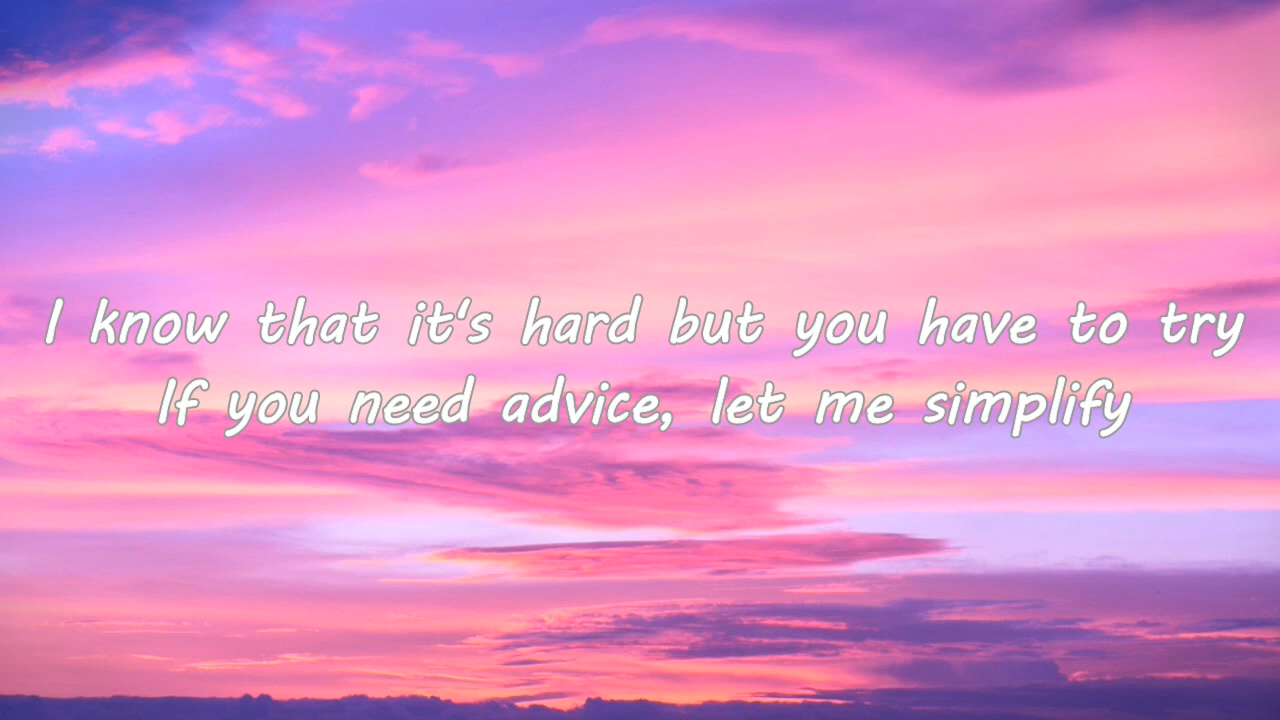 I know that it's hard but you have to try
If you need advice, let me simplify